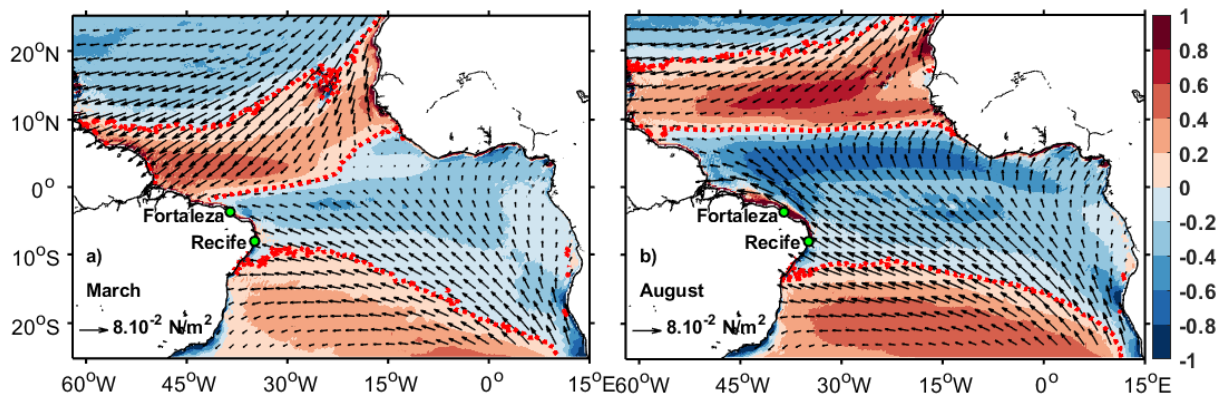 20°N
10°N
0°
10°S
20°S
Fortaleza
Recife
a)
March
8.10⁻² N/m²
60°W 45°W 30°W 15°W 0° 15°E
Fortaleza
Recife
b)
August
8.10⁻² N/m²
60°W 45°W 30°W 15°W 0° 15°E
1
0.8
0.6
0.4
0.2
0
-0.2
-0.4
-0.6
-0.8
-1